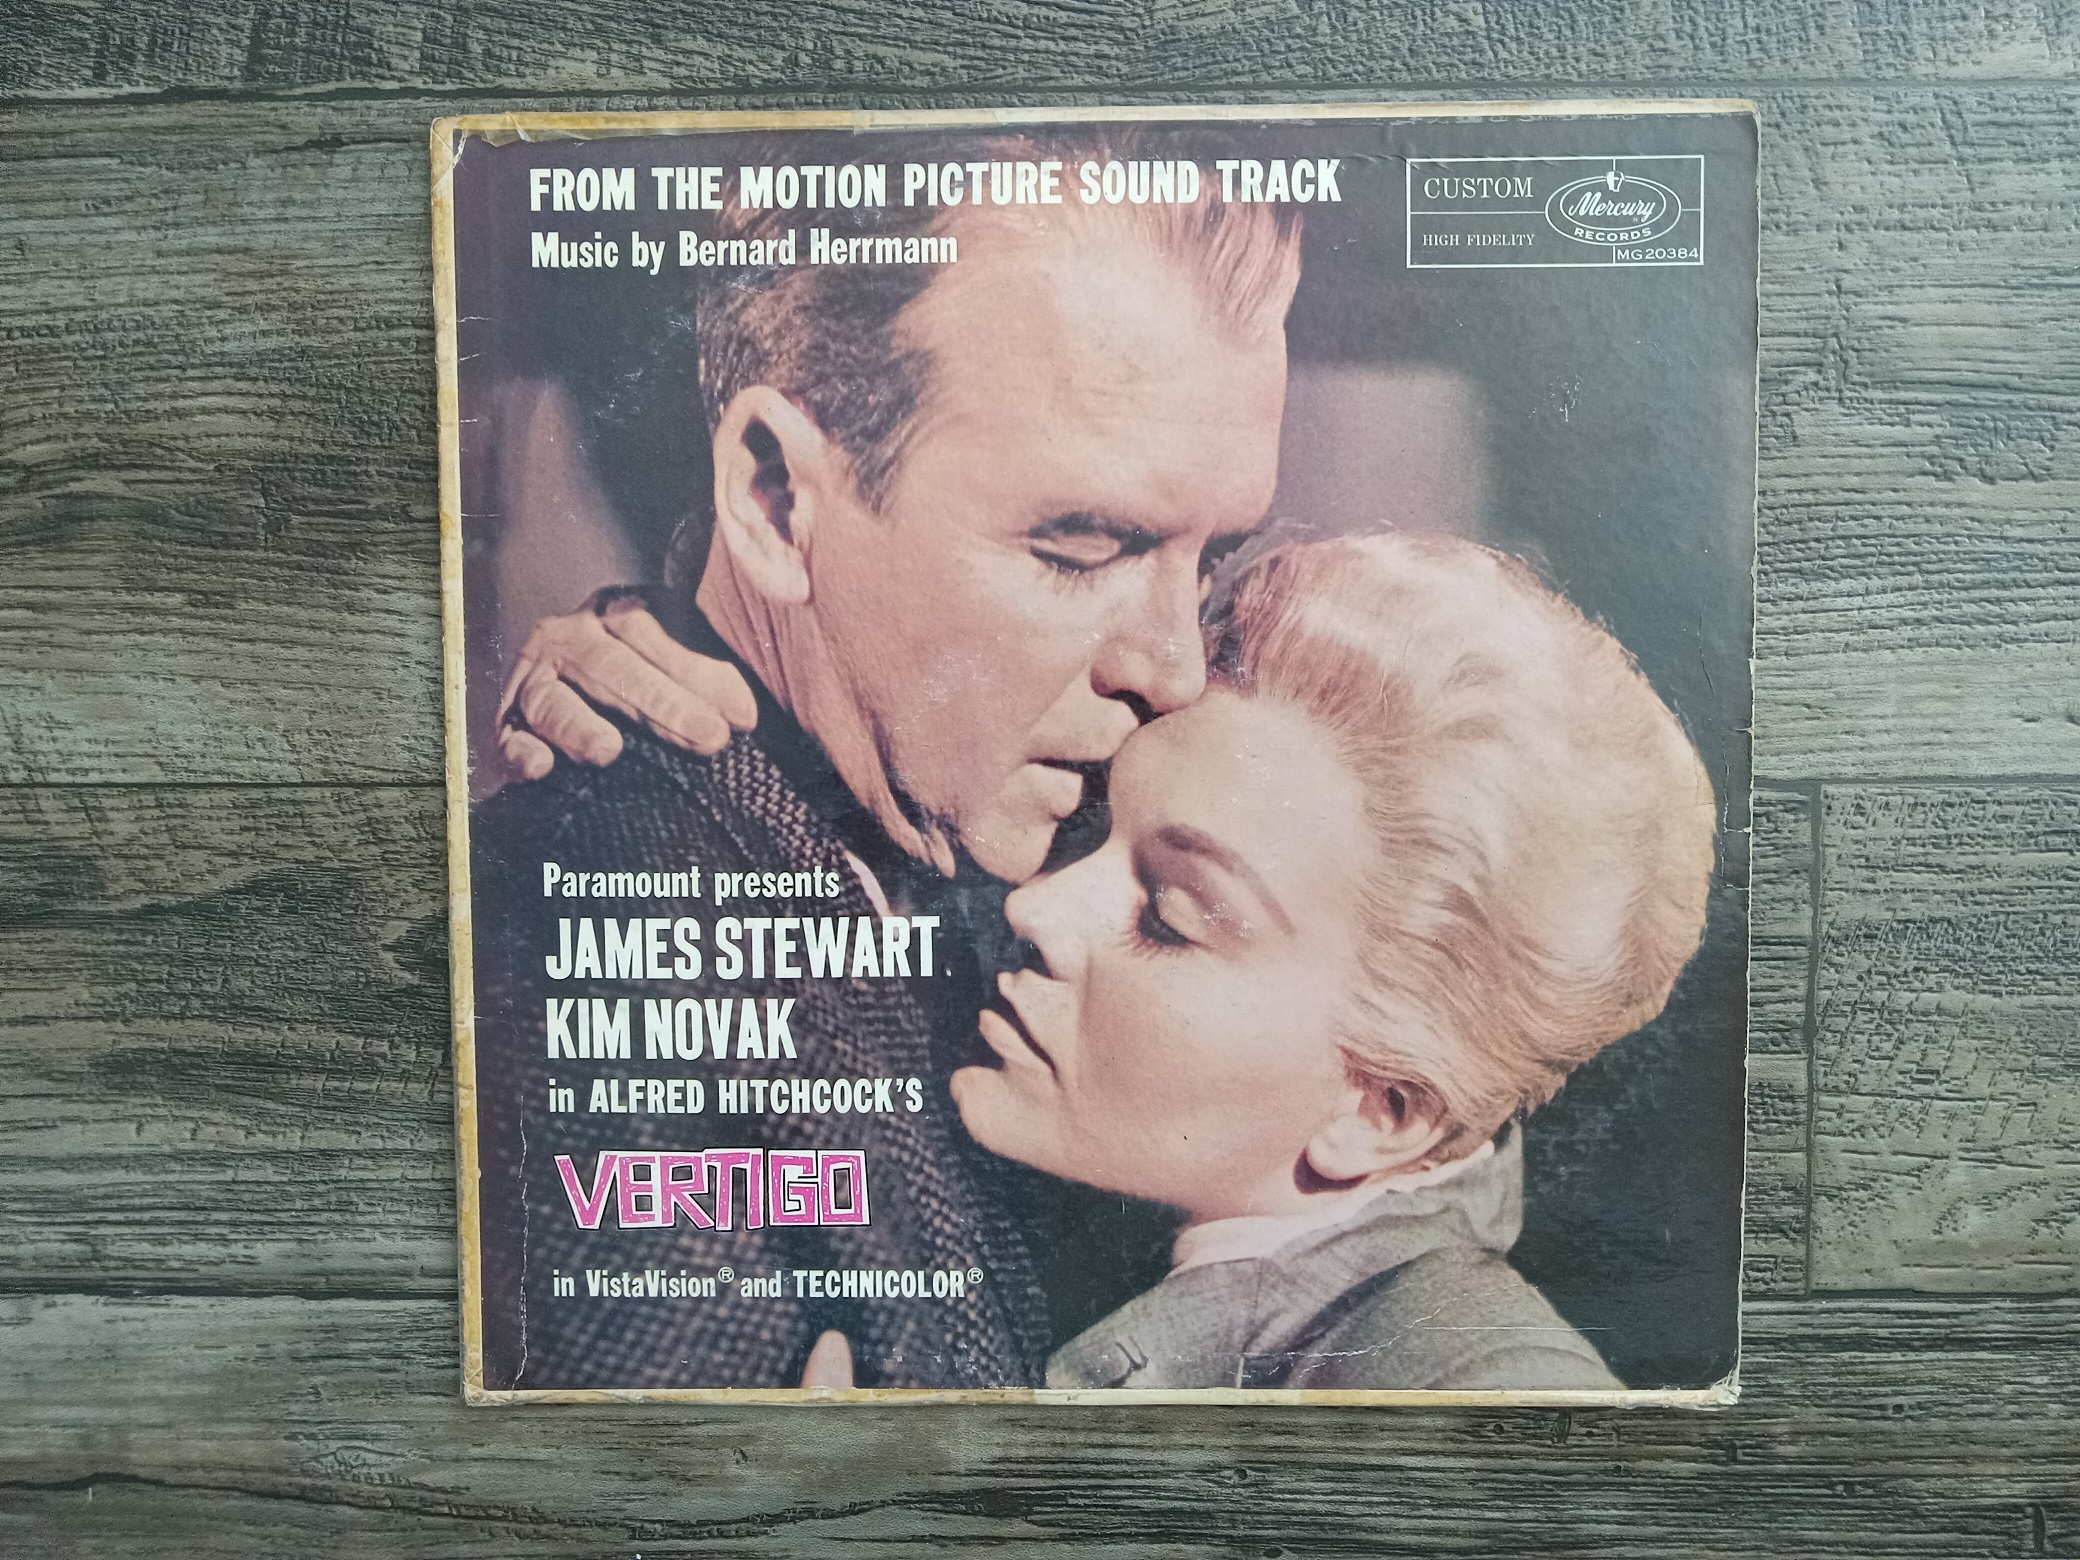 FROM THE MOTION PICTURE SOUND TRACK
Music by Bernard Herrmann
CUSTOM
HIGH FIDELITY
Mercury
RECORDS
MG 20384
Paramount presents
JAMES STEWART
KIM NOVAK
in ALFRED HITCHCOCK'S
VERTIGO
in VistaVision® and TECHNICOLOR®